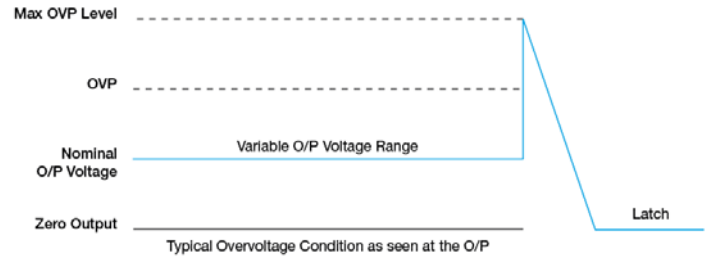 Max OVP Level
OVP
Variable O/P Voltage Range
Nominal
O/P Voltage
Zero Output
Latch
Typical Overvoltage Condition as seen at the O/P